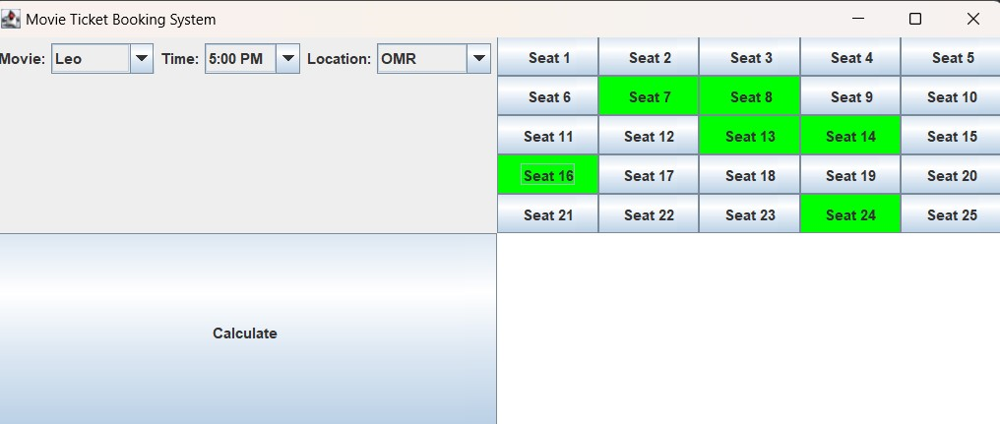 Movie Ticket Booking System
Movie: Leo Time: 5:00 PM Location: OMR
Seat 1 Seat 2 Seat 3 Seat 4 Seat 5
Seat 6 Seat 7 Seat 8 Seat 9 Seat 10
Seat 11 Seat 12 Seat 13 Seat 14 Seat 15
Seat 16 Seat 17 Seat 18 Seat 19 Seat 20
Seat 21 Seat 22 Seat 23 Seat 24 Seat 25
Calculate